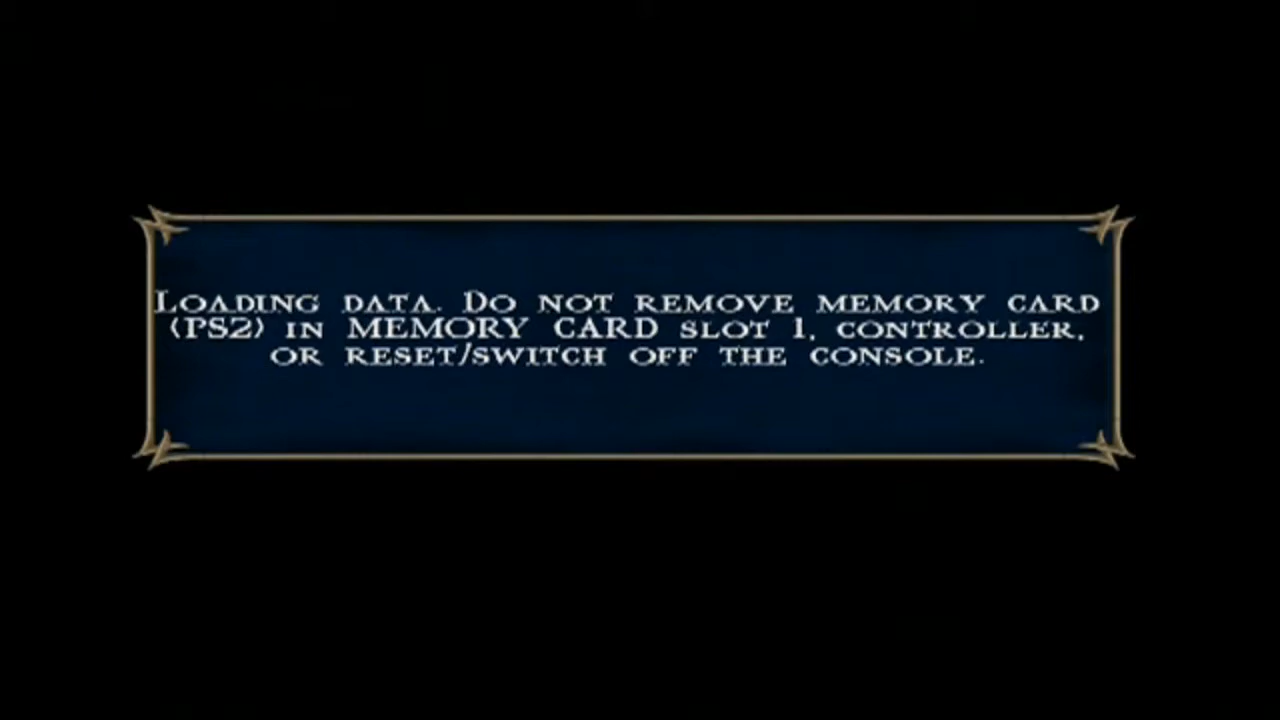 Loading data. Do not remove memory card
(PS2) in MEMORY CARD slot 1, controller,
or reset/switch off the console.